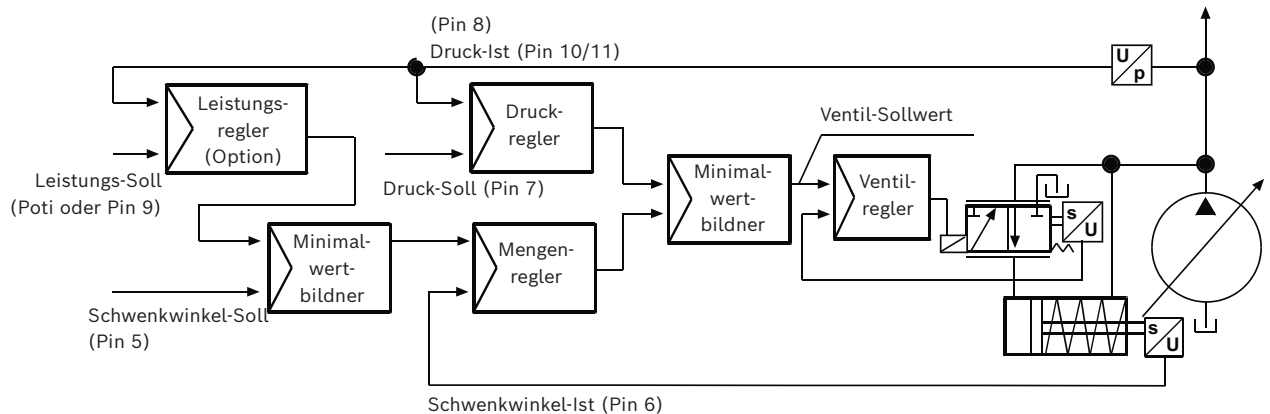 (Pin 8)
Druck-Ist (Pin 10/11)
U
p
Leistungs-
regler
(Option)
Druck-
regler
Ventil-Sollwert
Leistungs-Soll
(Poti oder Pin 9)
Druck-Soll (Pin 7)
Minimal-
wert-
bildner
Ventil-
regler
s
U
Minimal-
wert-
bildner
Mengen-
regler
Schwenkwinkel-Soll
(Pin 5)
s
U
Schwenkwinkel-Ist (Pin 6)